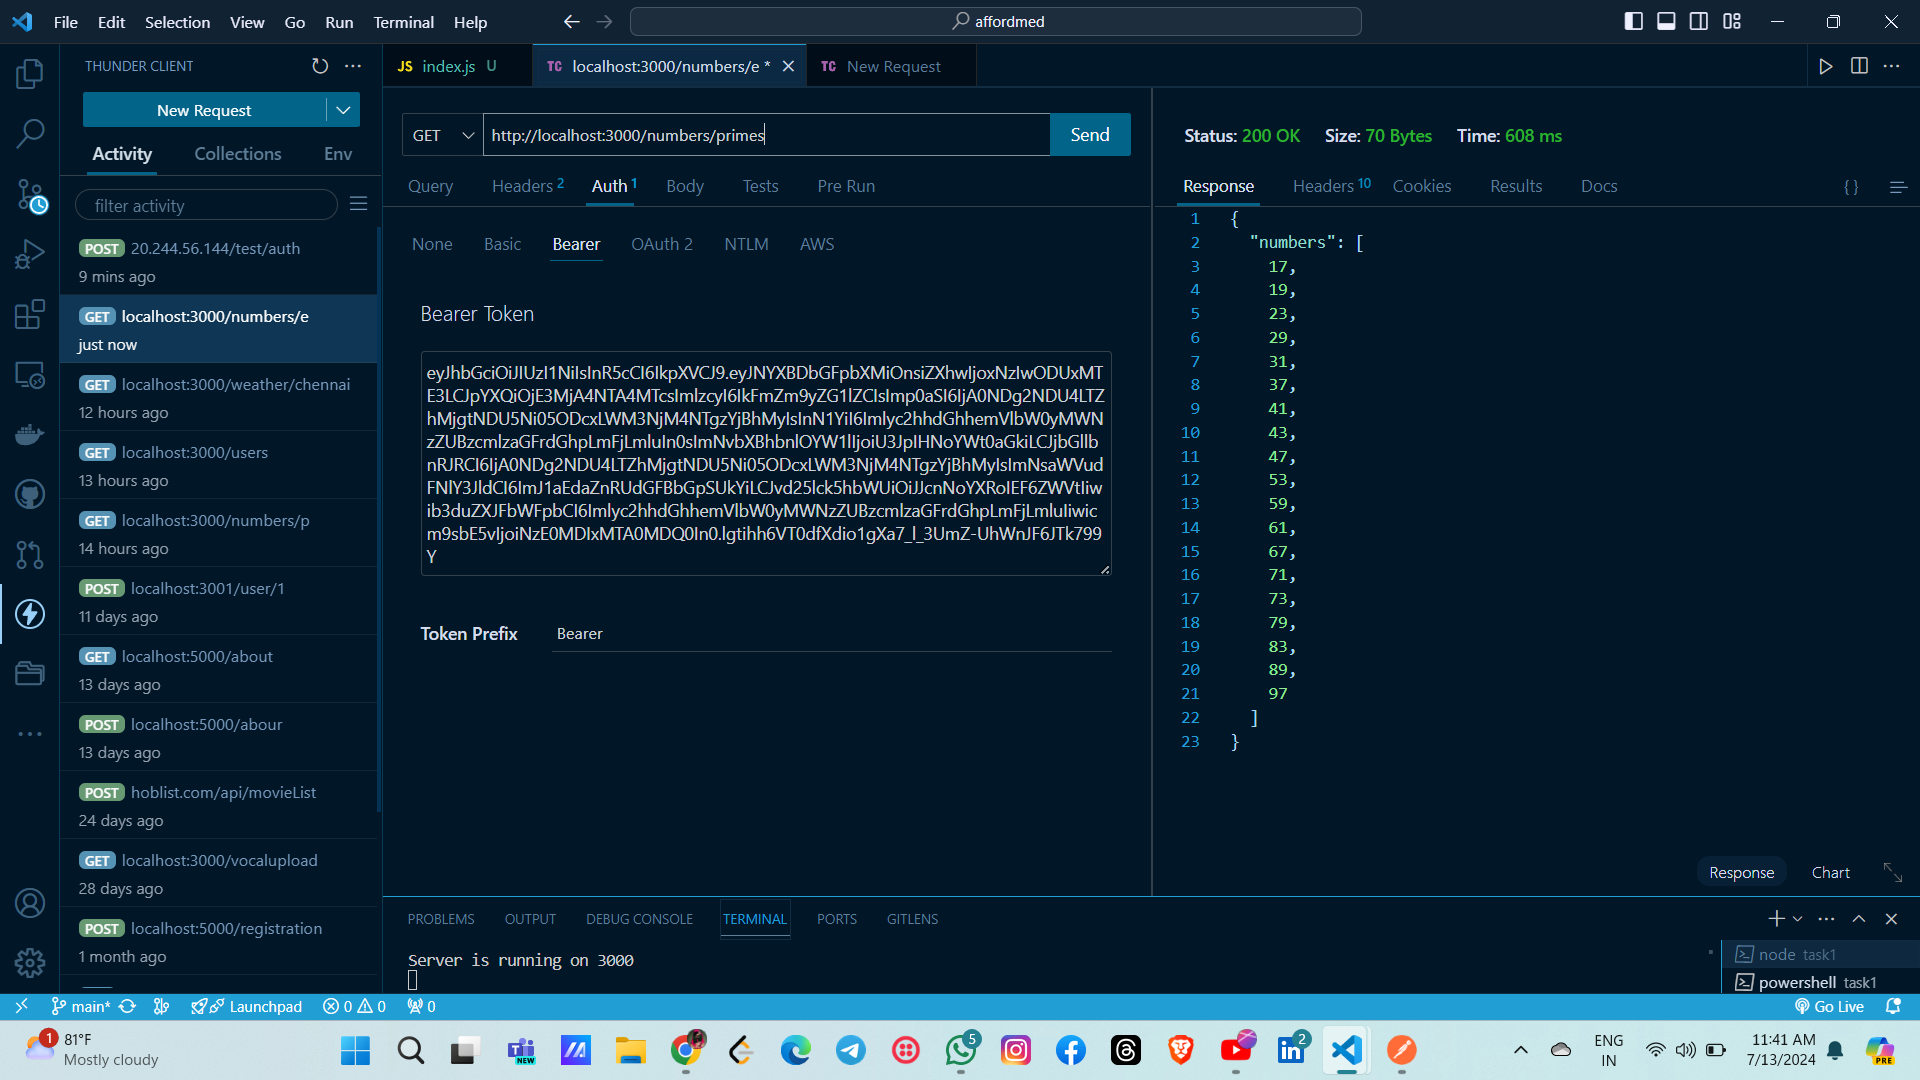 File Edit Selection View Go Run Terminal Help
affordmed
THUNDER CLIENT
New Request
Activity Collections Env
filter activity
POST 20.244.56.144/test/auth
9 mins ago
GET localhost:3000/numbers/e
just now
GET localhost:3000/weather/chennai
12 hours ago
GET localhost:3000/users
13 hours ago
GET localhost:3000/numbers/p
14 hours ago
POST localhost:3001/user/1
11 days ago
GET localhost:5000/about
13 days ago
POST localhost:5000/abour
13 days ago
POST hoblist.com/api/movieList
24 days ago
GET localhost:3000/vocalupload
28 days ago
POST localhost:5000/registration
1 month ago
JS index.js U
TC localhost:3000/numbers/e *
TC New Request
GET http://localhost:3000/numbers/primes Send
Query Headers 2 Auth 1 Body Tests Pre Run
None Basic Bearer OAuth 2 NTLM AWS
Bearer Token
Token Prefix Bearer
Status: 200 OK Size: 70 Bytes Time: 608 ms
Response Headers 10 Cookies Results Docs
{ }
1 {
2 "numbers": [
3 17,
4 19,
5 23,
6 29,
7 31,
8 37,
9 41,
10 43,
11 47,
12 53,
13 59,
14 61,
15 67,
16 71,
17 73,
18 79,
19 83,
20 89,
21 97
22 ]
23 }
Response Chart
PROBLEMS OUTPUT DEBUG CONSOLE TERMINAL PORTS GITLENS
Server is running on 3000
node task1
powershell task1
main* Launchpad 0 0 0
Go Live
1
81°F
Mostly cloudy
NEW
5
2
ENG
IN
11:41 AM
7/13/2024
PRE